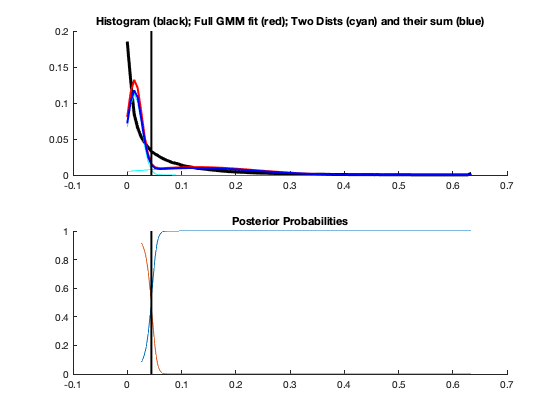 Histogram (black); Full GMM fit (red); Two Dists (cyan) and their sum (blue)
0.2
0.15
0.1
0.05
0
-0.1 0 0.1 0.2 0.3 0.4 0.5 0.6 0.7
Posterior Probabilities
1
0.8
0.6
0.4
0.2
0
-0.1 0 0.1 0.2 0.3 0.4 0.5 0.6 0.7